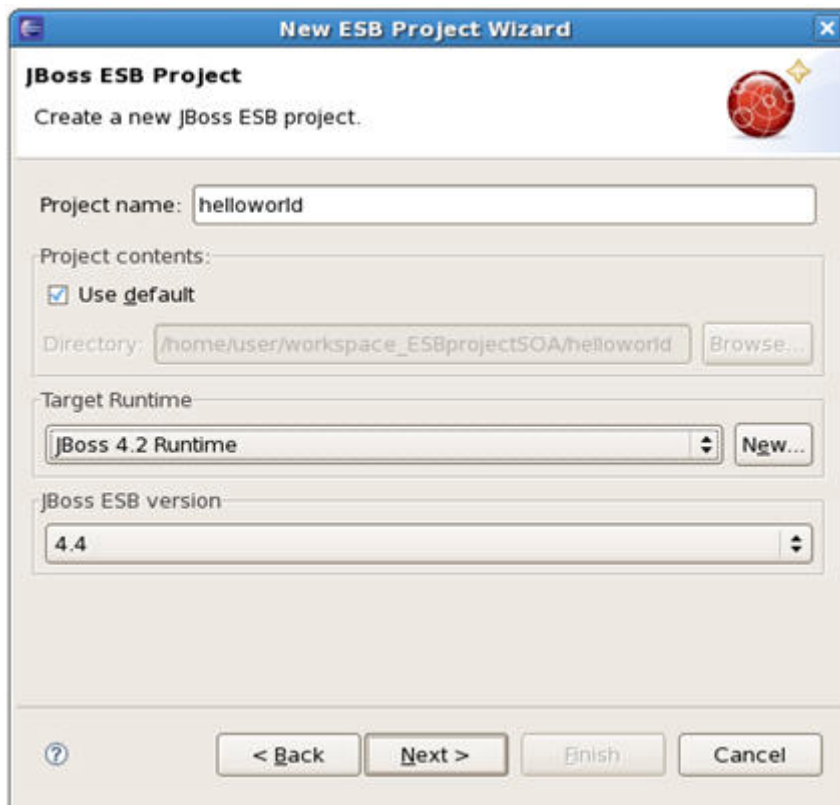 New ESB Project Wizard
JBoss ESB Project
Create a new JBoss ESB project.
Project name: helloworld
Project contents:
Use default
Directory: /home/user/workspace_ESBprojectSOA/helloworld Browse...
Target Runtime
JBoss 4.2 Runtime New...
JBoss ESB version
4.4
? < Back Next > Finish Cancel